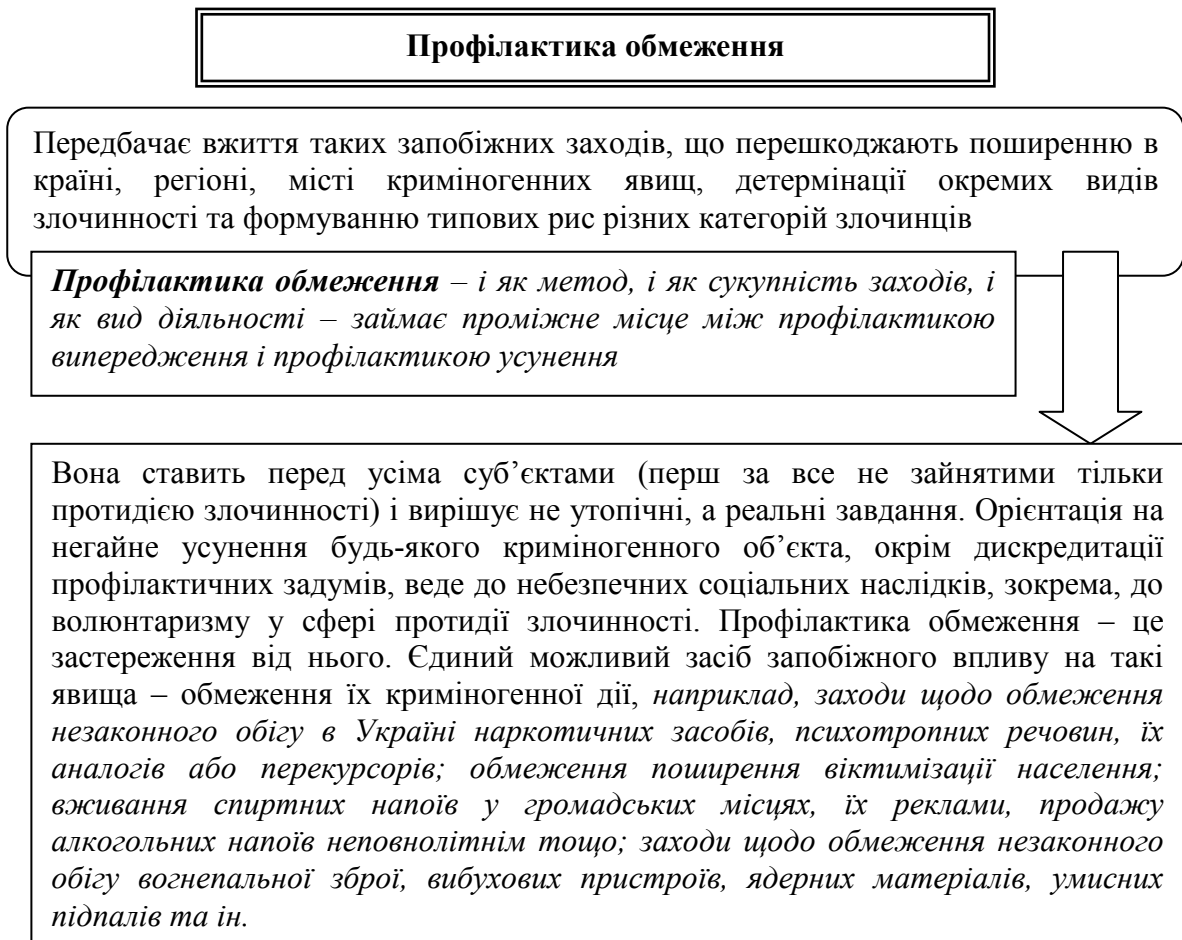 Профілактика обмеження
Передбачає вжиття таких запобіжних заходів, що перешкоджають поширенню в
країні, регіоні, місті криміногенних явищ, детермінації окремих видів
злочинності та формуванню типових рис різних категорій злочинців
Профілактика обмеження – і як метод, і як сукупність заходів, і
як вид діяльності – займає проміжне місце між профілактикою
випередження і профілактикою усунення
Вона ставить перед усіма суб’єктами (перш за все не зайнятими тільки
протидією злочинності) і вирішує не утопічні, а реальні завдання. Орієнтація на
негайне усунення будь-якого криміногенного об’єкта, окрім дискредитації
профілактичних задумів, веде до небезпечних соціальних наслідків, зокрема, до
волюнтаризму у сфері протидії злочинності. Профілактика обмеження – це
застереження від нього. Єдиний можливий засіб запобіжного впливу на такі
явища – обмеження їх криміногенної дії, наприклад, заходи щодо обмеження
незаконного обігу в Україні наркотичних засобів, психотропних речовин, їх
аналогів або перекурсорів; обмеження поширення віктимізації населення;
вживання спиртних напоїв у громадських місцях, їх реклами, продажу
алкогольних напоїв неповнолітнім тощо; заходи щодо обмеження незаконного
обігу вогнепальної зброї, вибухових пристроїв, ядерних матеріалів, умисних
підпалів та ін.